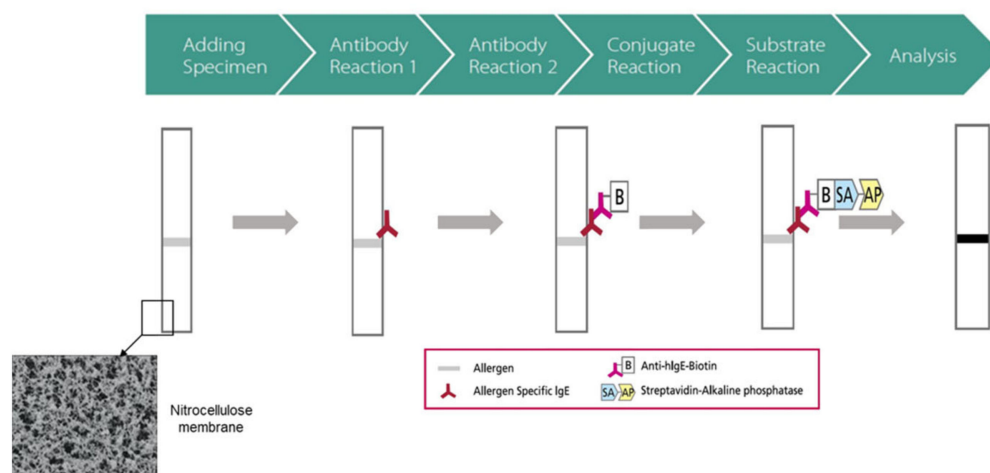 Adding
Specimen
Antibody
Reaction 1
Antibody
Reaction 2
Conjugate
Reaction
Substrate
Reaction
Analysis
B
B SA AP
Nitrocellulose
membrane
Allergen
Allergen Specific IgE
B Anti-hIgE-Biotin
SA AP Streptavidin-Alkaline phosphatase